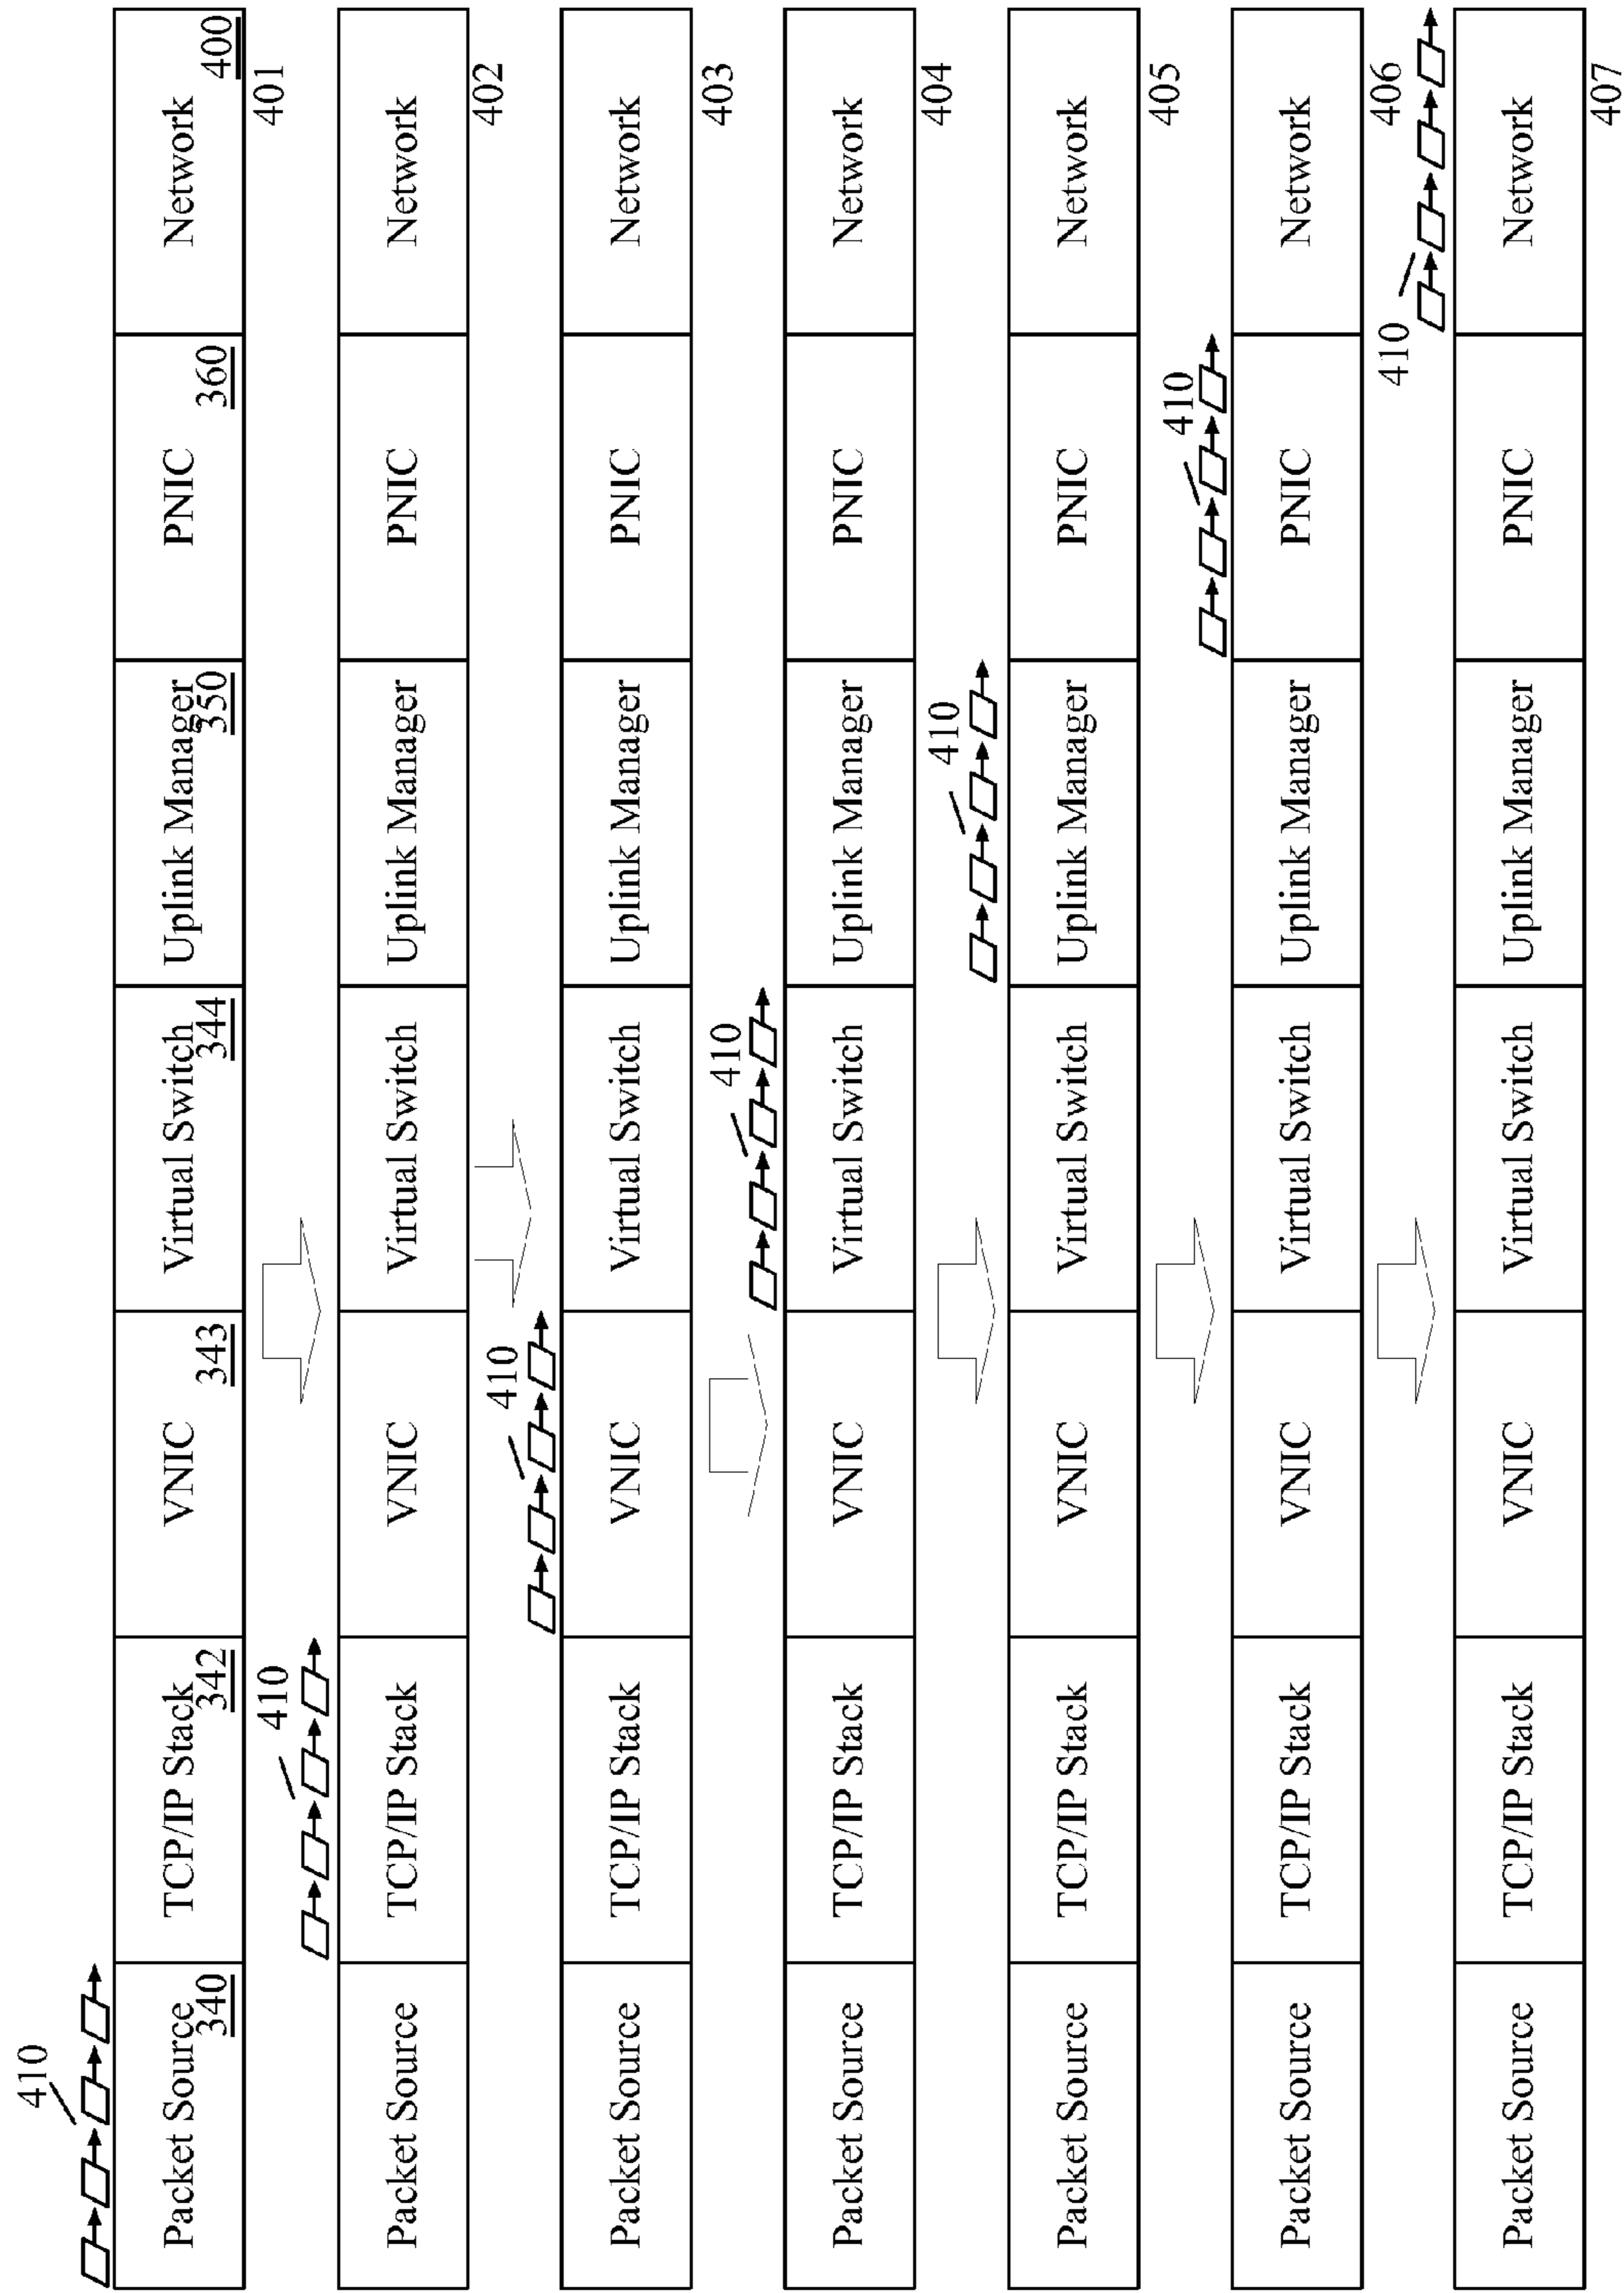 410
Packet Source
340
TCP/IP Stack
342
VNIC
343
Virtual Switch
344
Uplink Manager
350
PNIC
360
Network
400
401
410
Packet Source
TCP/IP Stack
VNIC
Virtual Switch
Uplink Manager
PNIC
Network
402
410
Packet Source
TCP/IP Stack
VNIC
Virtual Switch
Uplink Manager
PNIC
Network
403
410
Packet Source
TCP/IP Stack
VNIC
Virtual Switch
Uplink Manager
PNIC
Network
404
410
Packet Source
TCP/IP Stack
VNIC
Virtual Switch
Uplink Manager
PNIC
Network
405
410
Packet Source
TCP/IP Stack
VNIC
Virtual Switch
Uplink Manager
PNIC
Network
406
410
Packet Source
TCP/IP Stack
VNIC
Virtual Switch
Uplink Manager
PNIC
Network
407